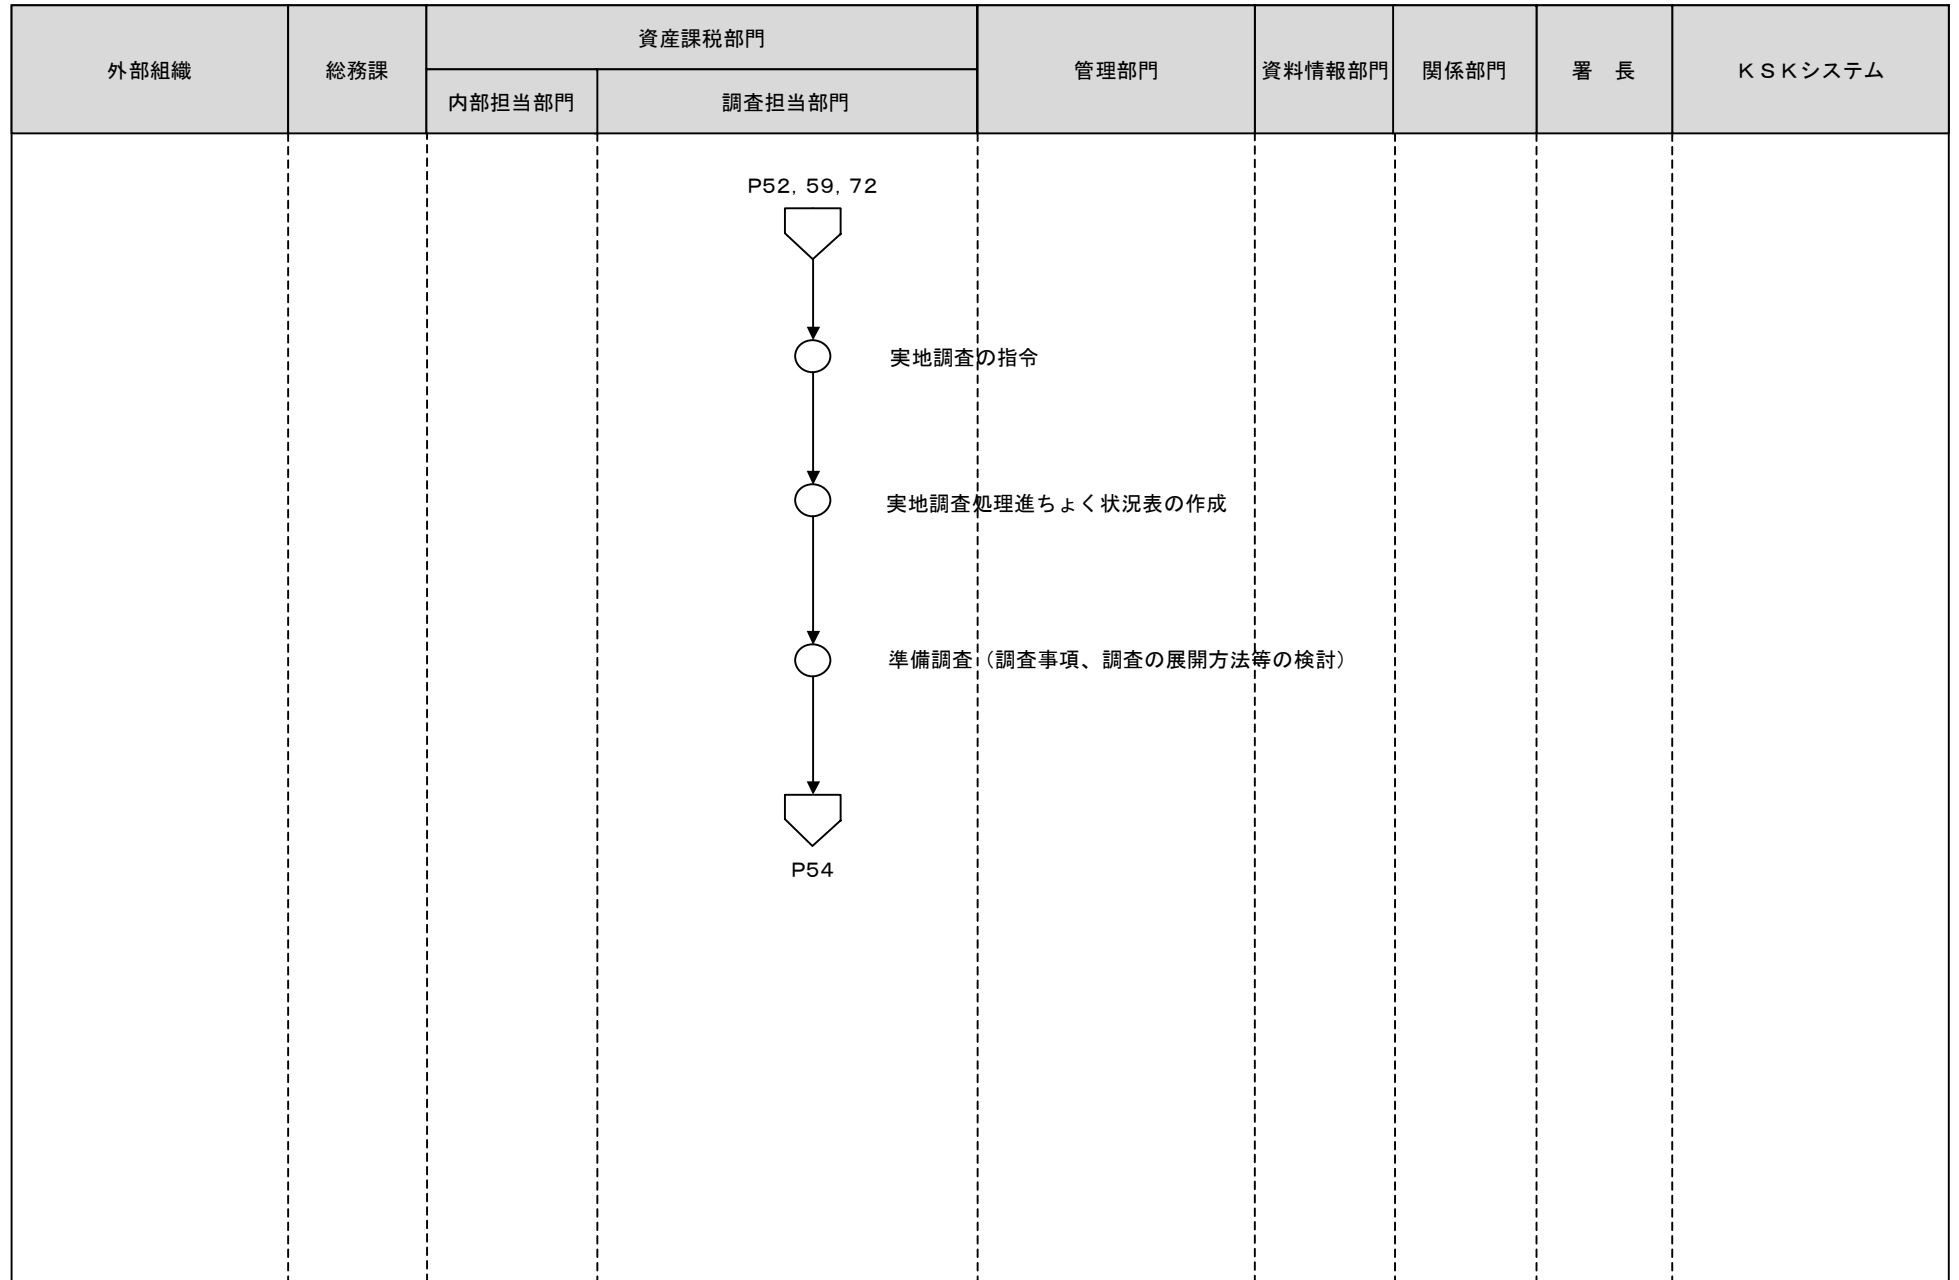 外部組織
総務課
資産課税部門
内部担当部門
調査担当部門
管理部門
資料情報部門
関係部門
署　長
ＫＳＫシステム
P52, 59, 72
実地調査の指令
実地調査処理進ちょく状況表の作成
準備調査（調査事項、調査の展開方法等の検討）
P54